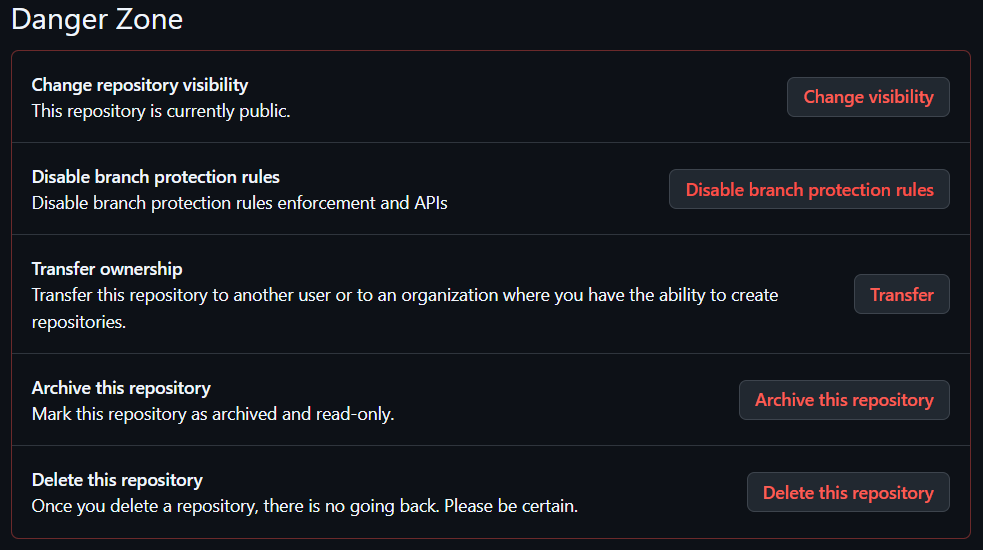 Danger Zone
Change repository visibility
This repository is currently public.
Change visibility
Disable branch protection rules
Disable branch protection rules enforcement and APIs
Disable branch protection rules
Transfer ownership
Transfer this repository to another user or to an organization where you have the ability to create
repositories.
Transfer
Archive this repository
Mark this repository as archived and read-only.
Archive this repository
Delete this repository
Once you delete a repository, there is no going back. Please be certain.
Delete this repository